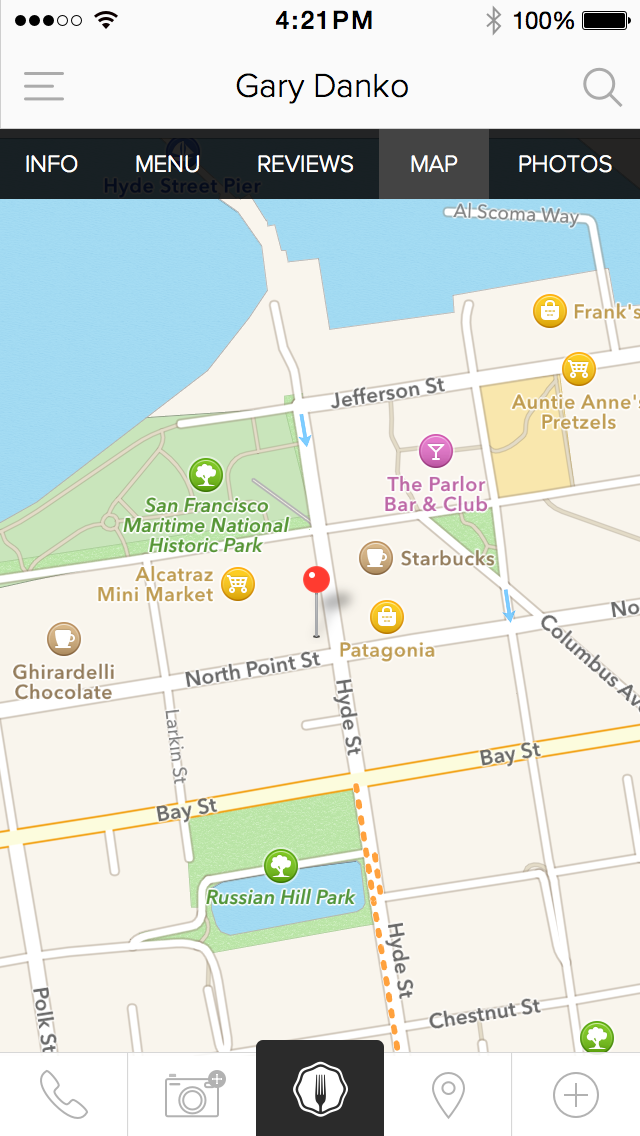 4:21PM
100%
Gary Danko
INFO
MENU
REVIEWS
MAP
PHOTOS
Hyde Street Pier
Al Scoma Way
Frank's
Jefferson St
Auntie Anne's
Pretzels
The Parlor
Bar & Club
San Francisco
Maritime National
Historic Park
Starbucks
Alcatraz
Mini Market
No
Patagonia
Columbus Av
Ghirardelli
Chocolate
North Point St
Hyde St
Larkin St
Bay St
Bay St
Russian Hill Park
Hyde St
Polk St
Chestnut St